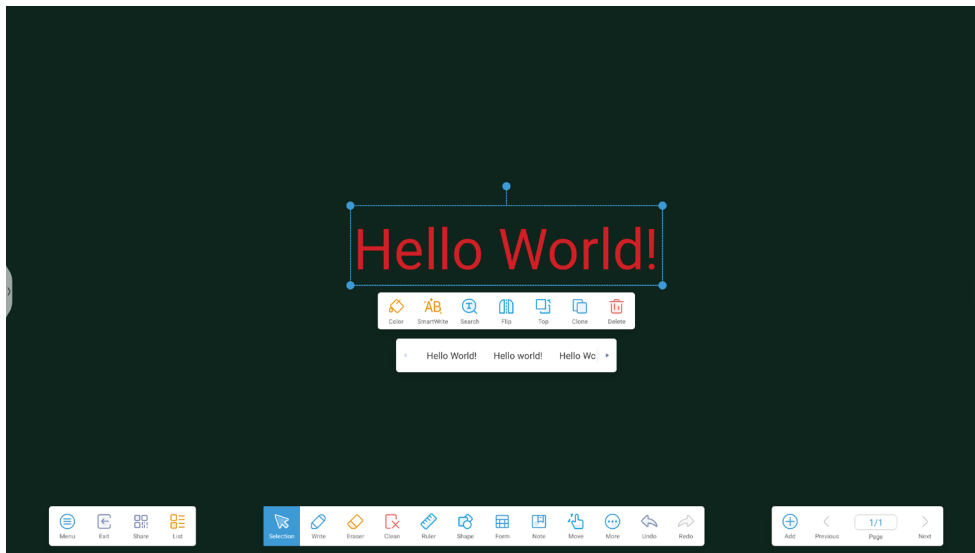 Hello World!
Color SmartWrite Search Flip Top Clone Delete
Hello World! Hello world! Hello Wo
Menu Exit Share List Selection Write Eraser Clean Ruler Shape Form Note Move More Undo Redo Add Previous 1/1 Page Next